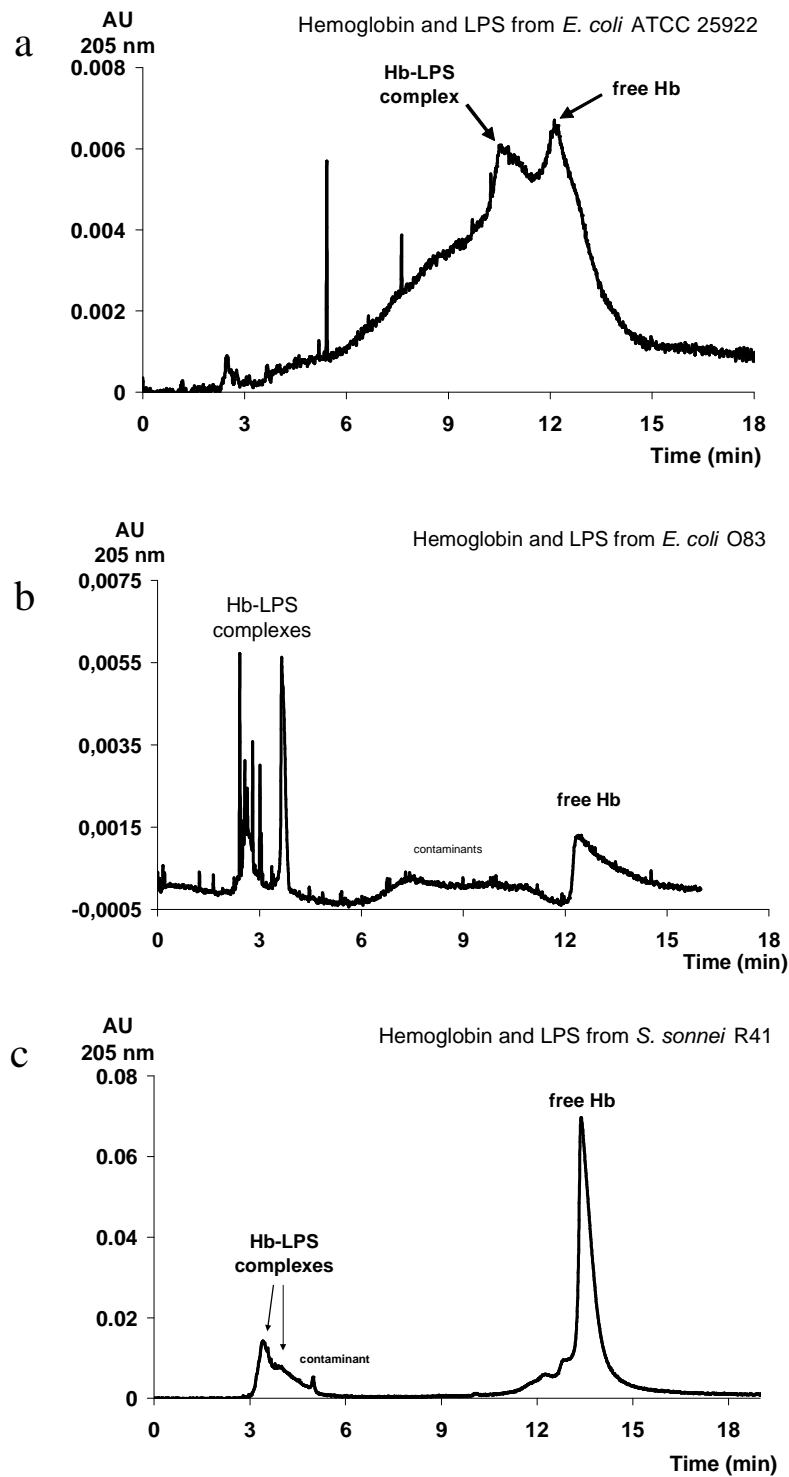 a
AU
205 nm
Hemoglobin and LPS from E. coli ATCC 25922
0.008
0.006
0.004
0.002
0
Hb-LPS
complex
free Hb
0 3 6 9 12 15 18
Time (min)
b
AU
205 nm
Hemoglobin and LPS from E. coli O83
0,0075
0,0055
0,0035
0,0015
-0,0005
Hb-LPS
complexes
contaminants
free Hb
0 3 6 9 12 15 18
Time (min)
c
AU
205 nm
Hemoglobin and LPS from S. sonnei R41
0.08
0.06
0.04
0.02
0
free Hb
Hb-LPS
complexes
contaminant
0 3 6 9 12 15 18
Time (min)